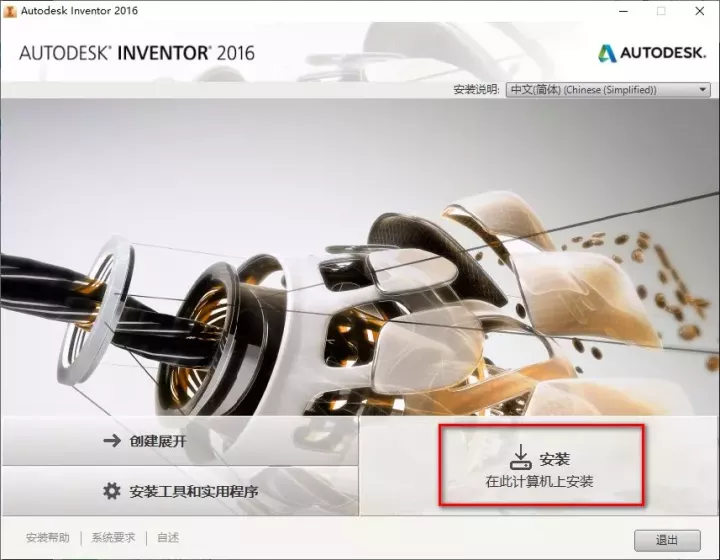 Autodesk Inventor 2016
AUTODESK® INVENTOR® 2016
AUTODESK.
安装说明: 中文(简体) (Chinese (Simplified))
创建展开
安装工具和实用程序
安装
在此计算机上安装
安装帮助 | 系统要求 | 自述
退出